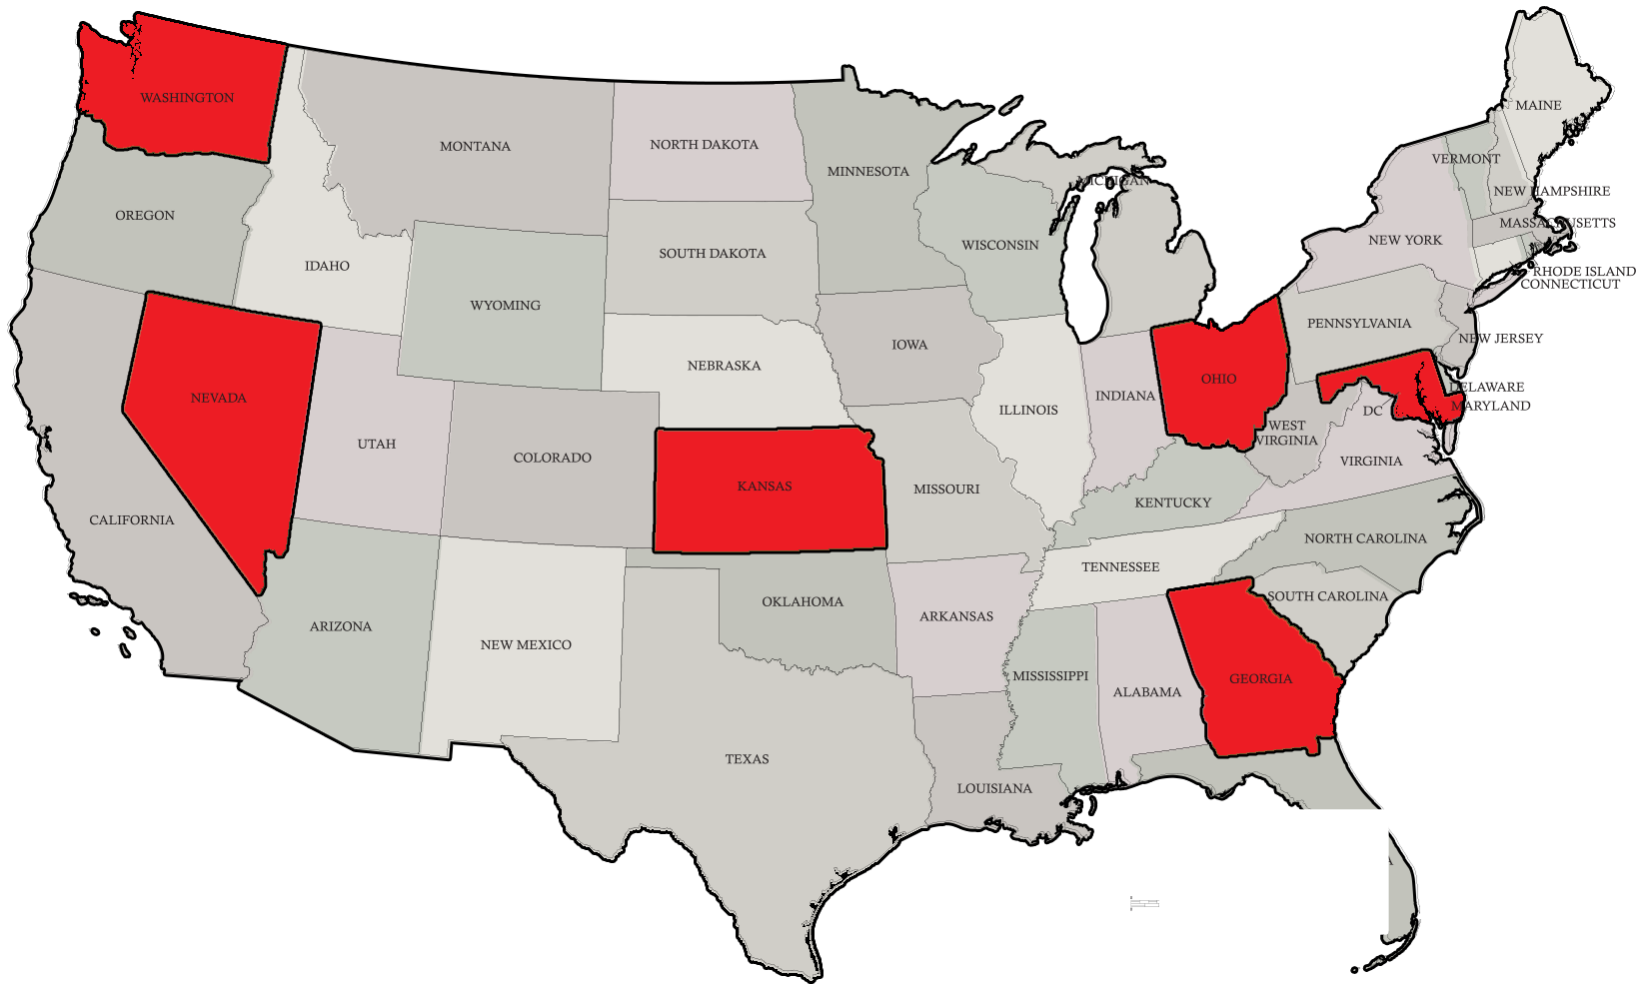 WASHINGTON
MONTANA
NORTH DAKOTA
MINNESOTA
MAINE
VERMONT
MICHIGAN
NEW HAMPSHIRE
OREGON
MASSACHUSETTS
WISCONSIN
NEW YORK
SOUTH DAKOTA
IDAHO
RHODE ISLAND
CONNECTICUT
WYOMING
PENNSYLVANIA
NEW JERSEY
IOWA
NEBRASKA
OHIO
DELAWARE
NEVADA
INDIANA
MARYLAND
ILLINOIS
DC
WEST
VIRGINIA
UTAH
COLORADO
VIRGINIA
KANSAS
MISSOURI
KENTUCKY
CALIFORNIA
NORTH CAROLINA
TENNESSEE
SOUTH CAROLINA
OKLAHOMA
ARKANSAS
ARIZONA
NEW MEXICO
MISSISSIPPI
GEORGIA
ALABAMA
TEXAS
LOUISIANA